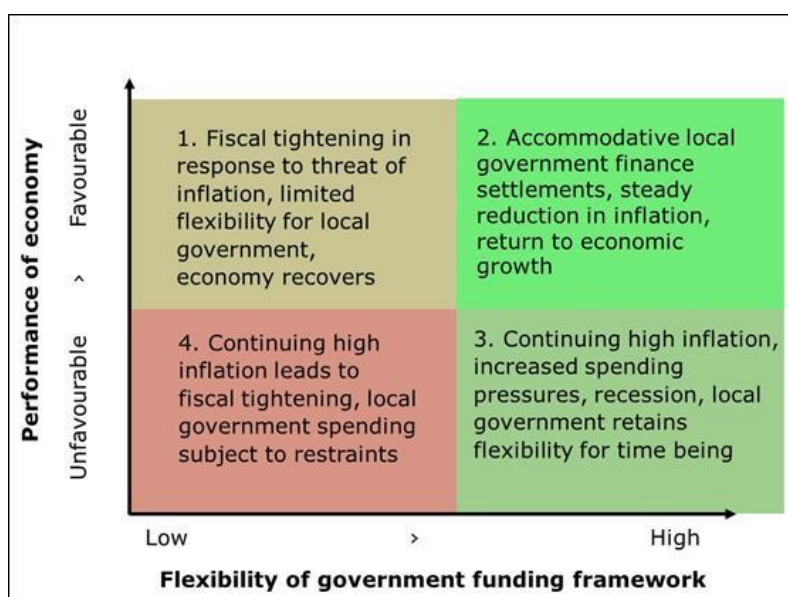 Performance of economy
Favourable
>
Unfavourable
1. Fiscal tightening in
response to threat of
inflation, limited
flexibility for local
government,
economy recovers
2. Accommodative local
government finance
settlements, steady
reduction in inflation,
return to economic
growth
4. Continuing high
inflation leads to
fiscal tightening, local
government spending
subject to restraints
3. Continuing high inflation,
increased spending
pressures, recession, local
government retains
flexibility for time being
Low > High
Flexibility of government funding framework